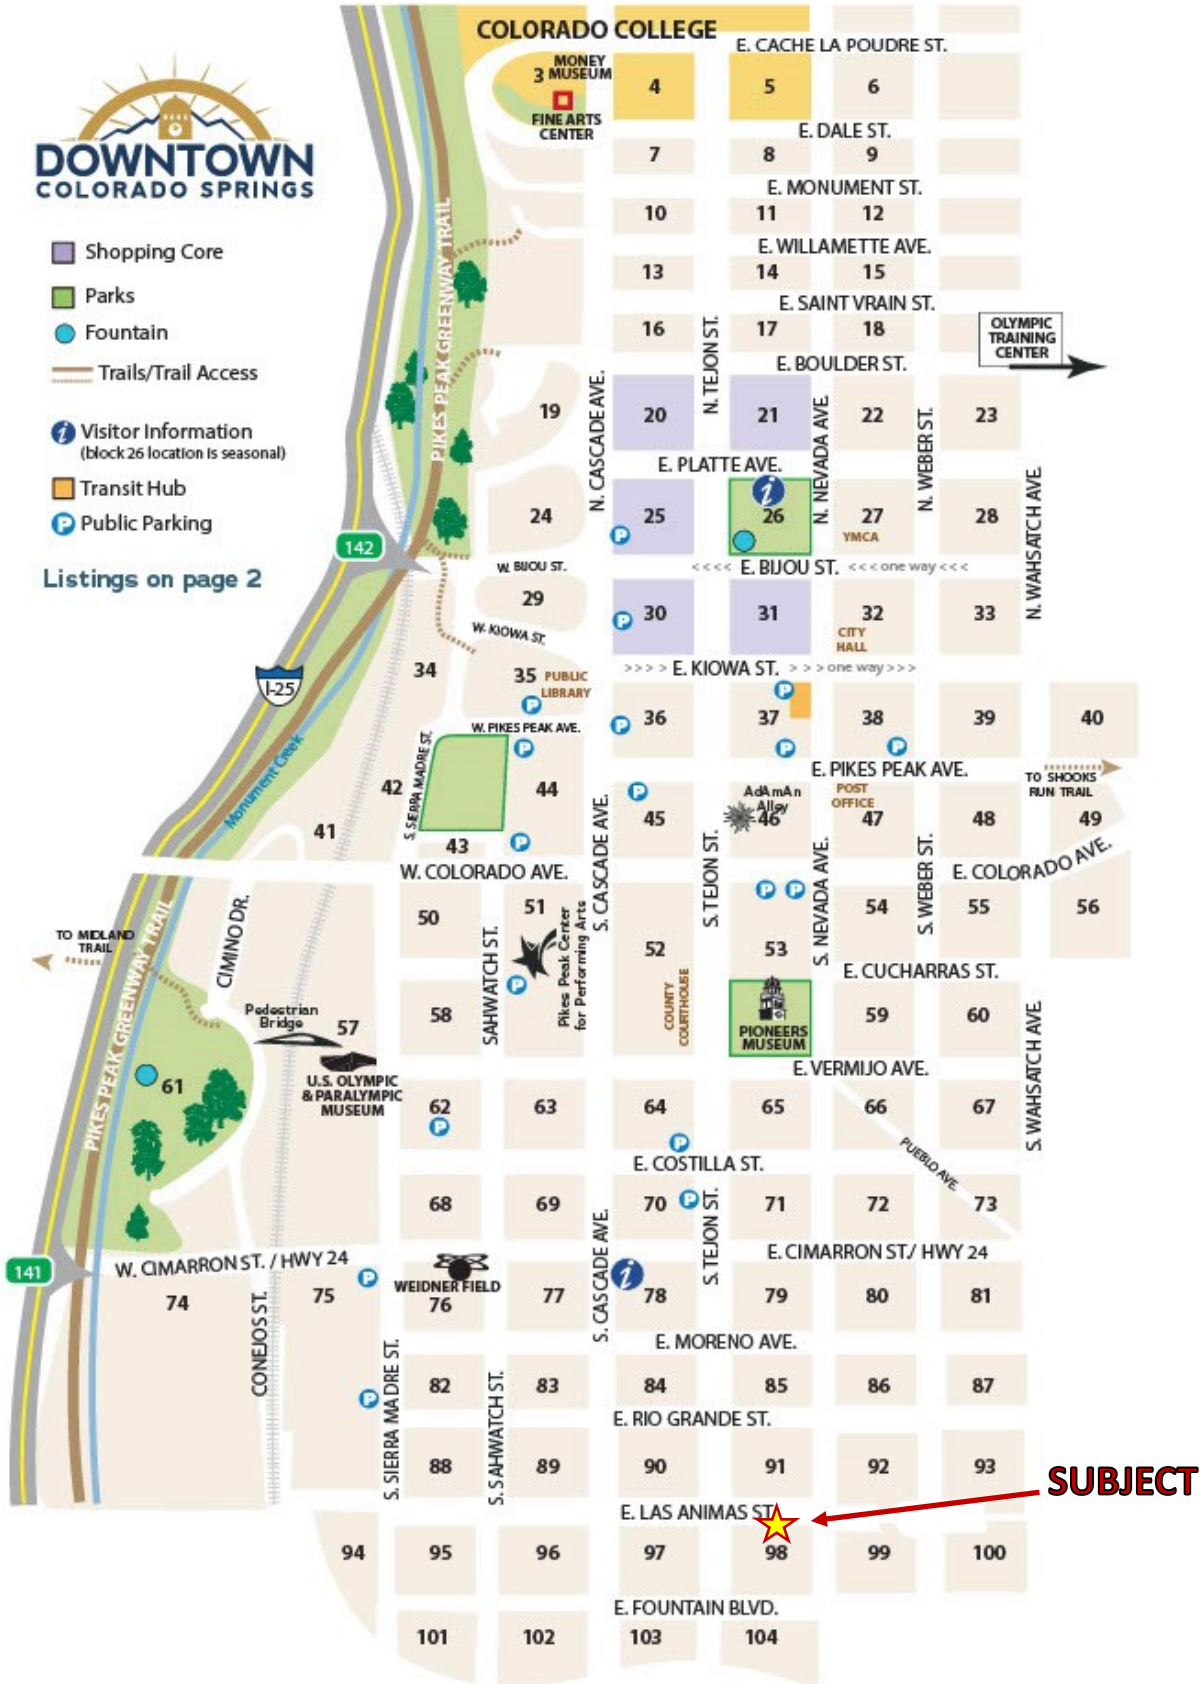 COLORADO COLLEGE
E. CACHE LA POUDRE ST.
MONEY
3 MUSEUM
FINE ARTS
CENTER
4
5
6
DOWNTOWN
COLORADO SPRINGS
E. DALE ST.
7
8
9
E. MONUMENT ST.
10
11
12
E. WILLAMETTE AVE.
13
14
15
E. SAINT VRAIN ST.
16
17
18
E. BOULDER ST.
OLYMPIC
TRAINING
CENTER
Shopping Core
Parks
Fountain
Trails/Trail Access
i Visitor Information
(block 26 location is seasonal)
Transit Hub
P Public Parking
Listings on page 2
PIKES PEAK GREENWAY TRAIL
N. CASCADE AVE.
N. TEJON ST.
N. NEVADA AVE.
N. WEBER ST.
N. WAHSATCH AVE.
19
20
21
22
23
E. PLATTE AVE.
24
25
P
i
26
27
YMCA
28
142
W. BIJOU ST.
<<<< E. BIJOU ST. <<< one way <<<
29
30
P
31
32
CITY
HALL
33
W. KIOWA ST.
>>>> E. KIOWA ST. >>> one way >>>
34
35 PUBLIC
LIBRARY
P
I-25
36
P
37
P
P
38
P
39
40
W. PIKES PEAK AVE.
E. PIKES PEAK AVE.
TO SHOOKS
RUN TRAIL
S. SIERRA MADRE ST.
Monument Creek
41
42
43
44
P
P
45
P
AdAmAn
Alley
46
POST
OFFICE
47
48
49
S. CASCADE AVE.
S. TEJON ST.
S. NEVADA AVE.
S. WEBER ST.
W. COLORADO AVE.
E. COLORADO AVE.
50
51
Pikes Peak Center
for Performing Arts
P
52
COUNTY
COURTHOUSE
P
P
53
54
55
56
TO MIDLAND
TRAIL
PIKES PEAK GREENWAY TRAIL
CIMINO DR.
SAHWATCH ST.
E. CUCHARRAS ST.
Pedestrian
Bridge
57
58
PIONEERS
MUSEUM
59
60
U.S. OLYMPIC
& PARALYMPIC
MUSEUM
E. VERMIJO AVE.
S. WAHSATCH AVE.
61
62
P
63
64
P
65
66
67
PUEBLO AVE.
E. COSTILLA ST.
68
69
70
P
71
72
73
S. CASCADE AVE.
S. TEJON ST.
141
W. CIMARRON ST. / HWY 24
E. CIMARRON ST./ HWY 24
74
75
P
WEIDNER FIELD
76
77
i
78
79
80
81
CONEJOS ST.
S. SIERRA MADRE ST.
S. SAHWATCH ST.
E. MORENO AVE.
P
82
83
84
85
86
87
E. RIO GRANDE ST.
88
89
90
91
92
93
SUBJECT
E. LAS ANIMAS ST.
94
95
96
97
98
99
100
E. FOUNTAIN BLVD.
101
102
103
104